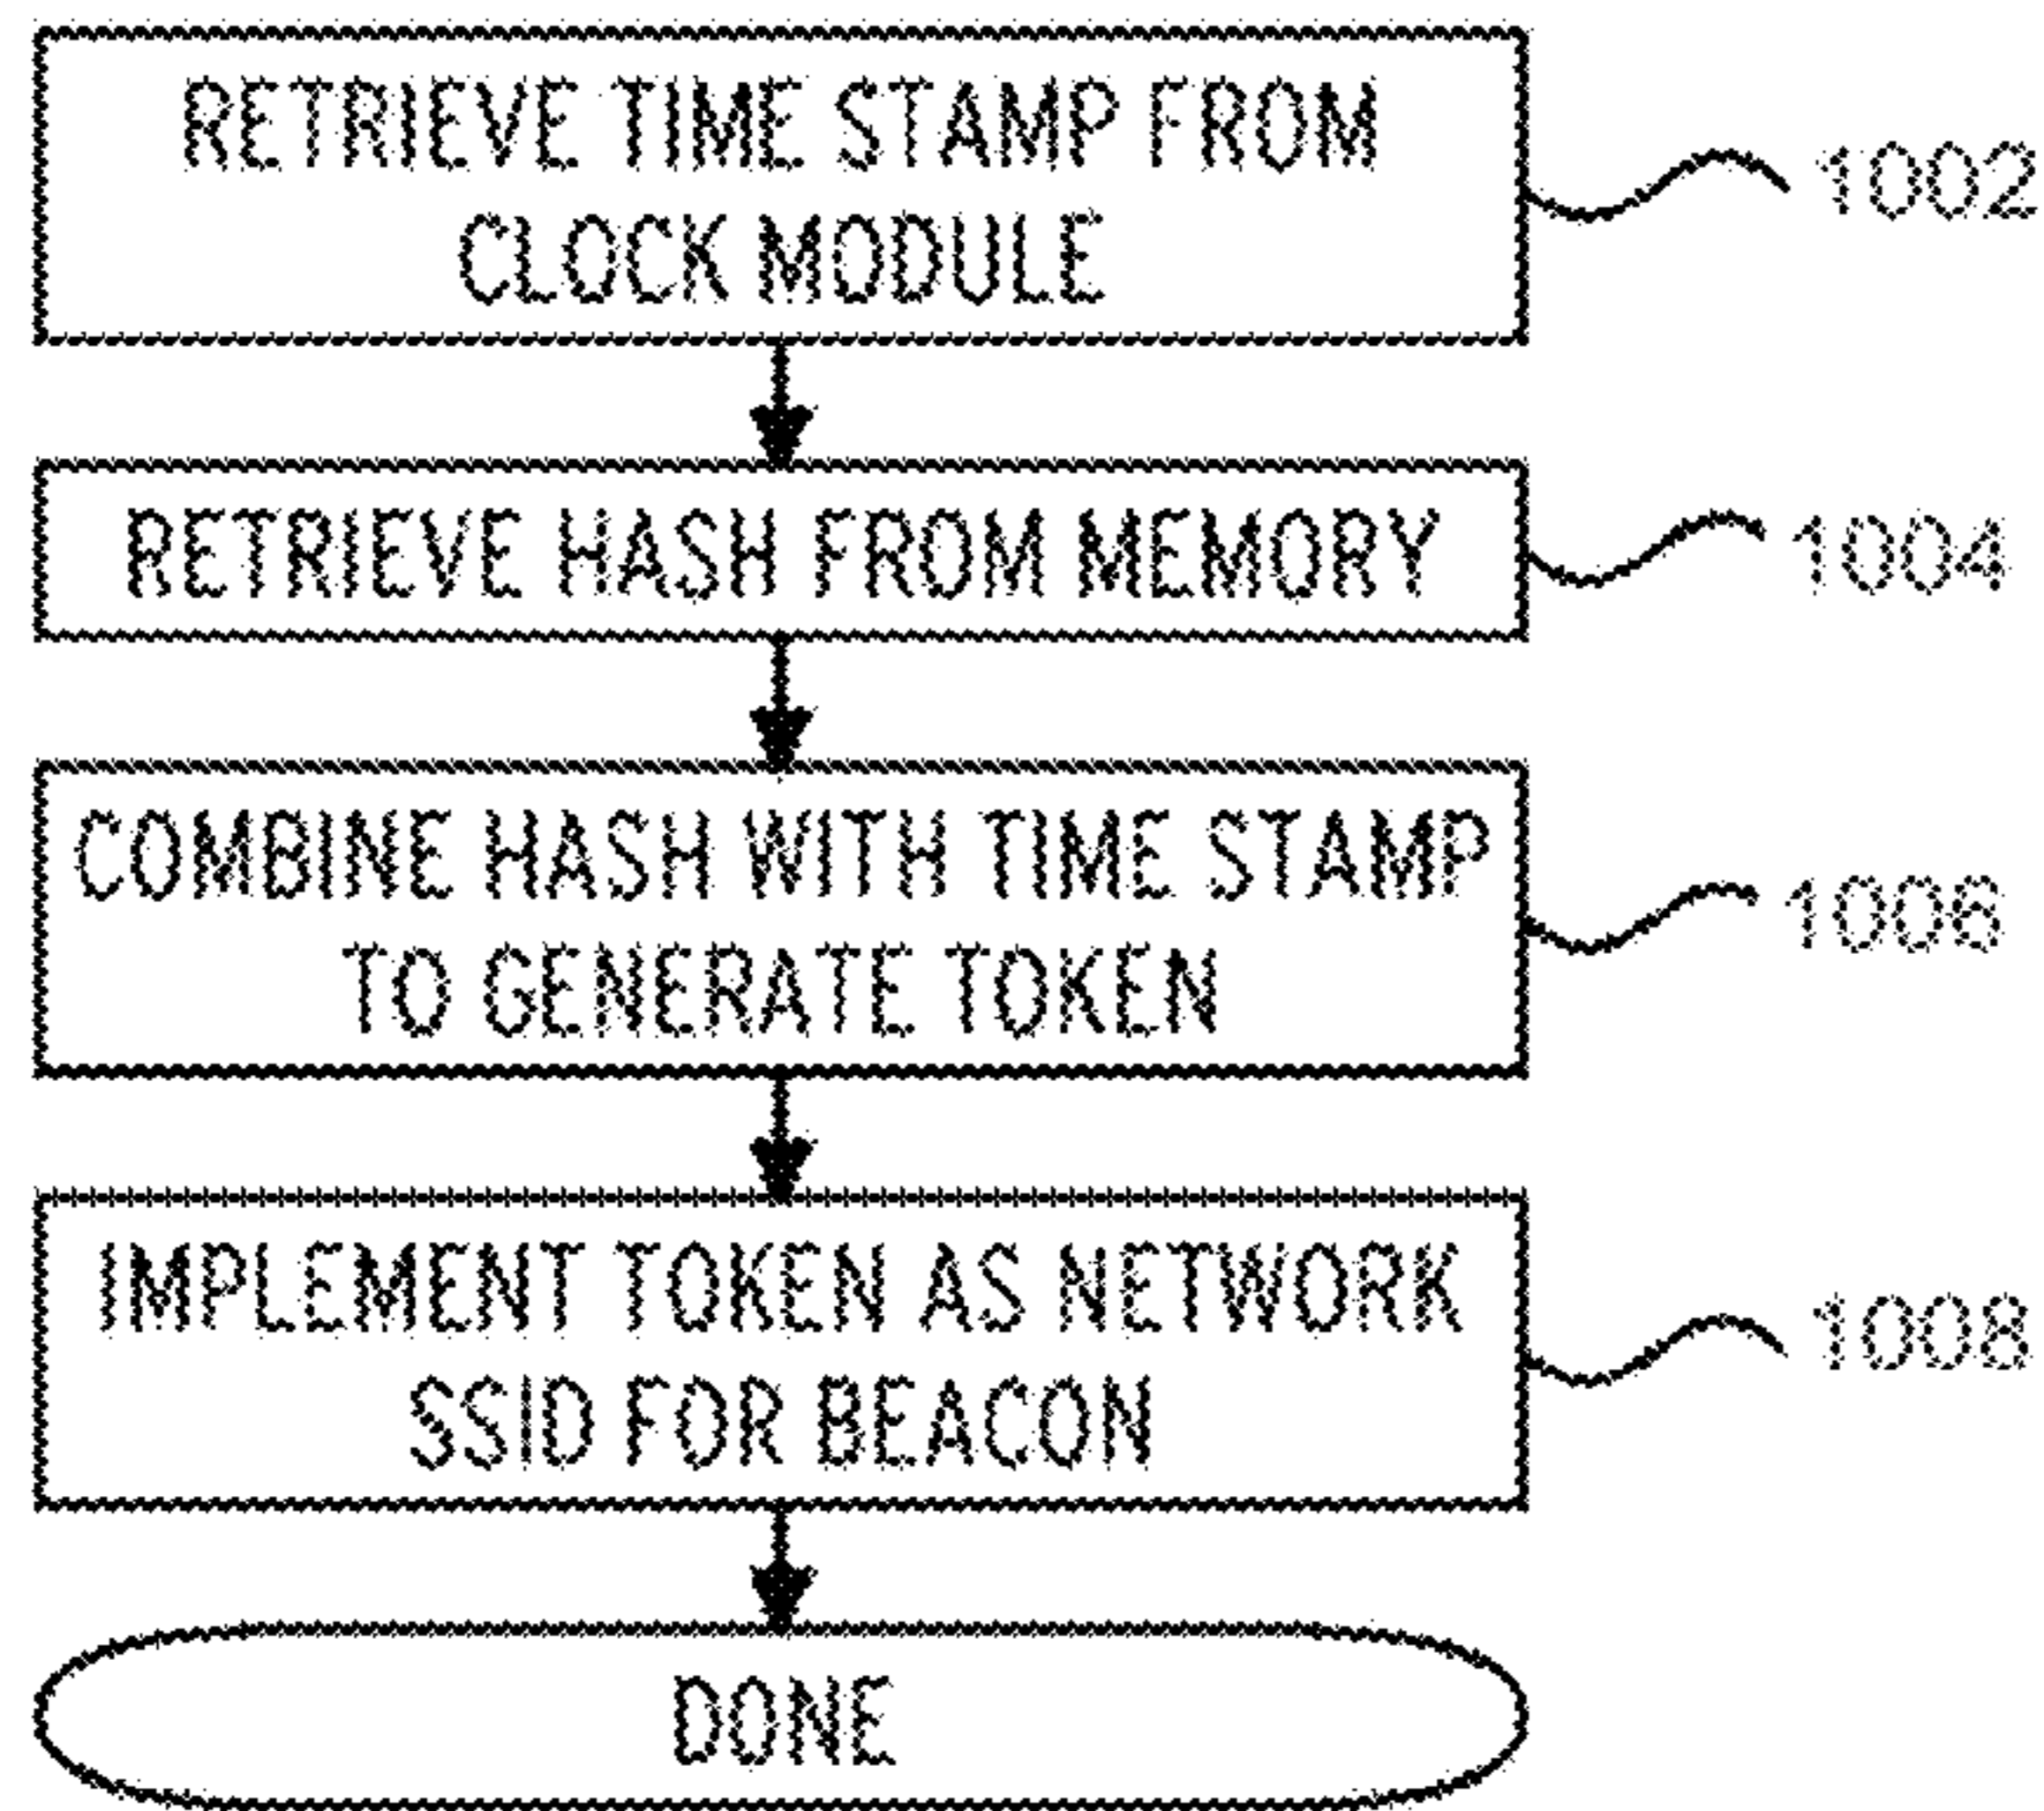 RETRIEVE TIME STAMP FROM
CLOCK MODULE
1002
RETRIEVE HASH FROM MEMORY
1004
COMBINE HASH WITH TIME STAMP
TO GENERATE TOKEN
1006
IMPLEMENT TOKEN AS NETWORK
SSID FOR BEACON
1008
DONE